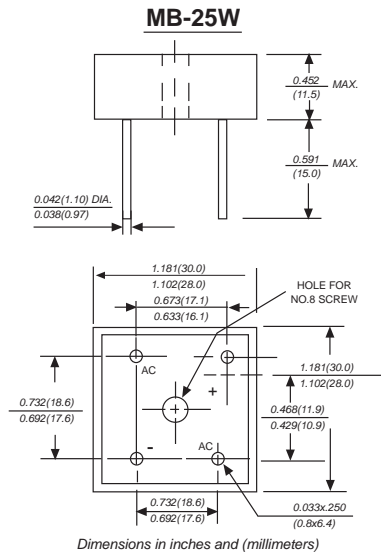 MB-25W
0.452
(11.5)
MAX.
0.591
(15.0)
MAX.
0.042(1.10) DIA.
0.038(0.97)
1.181(30.0)
1.102(28.0)
0.673(17.1)
0.633(16.1)
HOLE FOR
NO.8 SCREW
AC
+
1.181(30.0)
1.102(28.0)
0.732(18.6)
0.692(17.6)
0.468(11.9)
0.429(10.9)
-
AC
0.732(18.6)
0.692(17.6)
0.033x.250
(0.8x6.4)
Dimensions in inches and (millimeters)